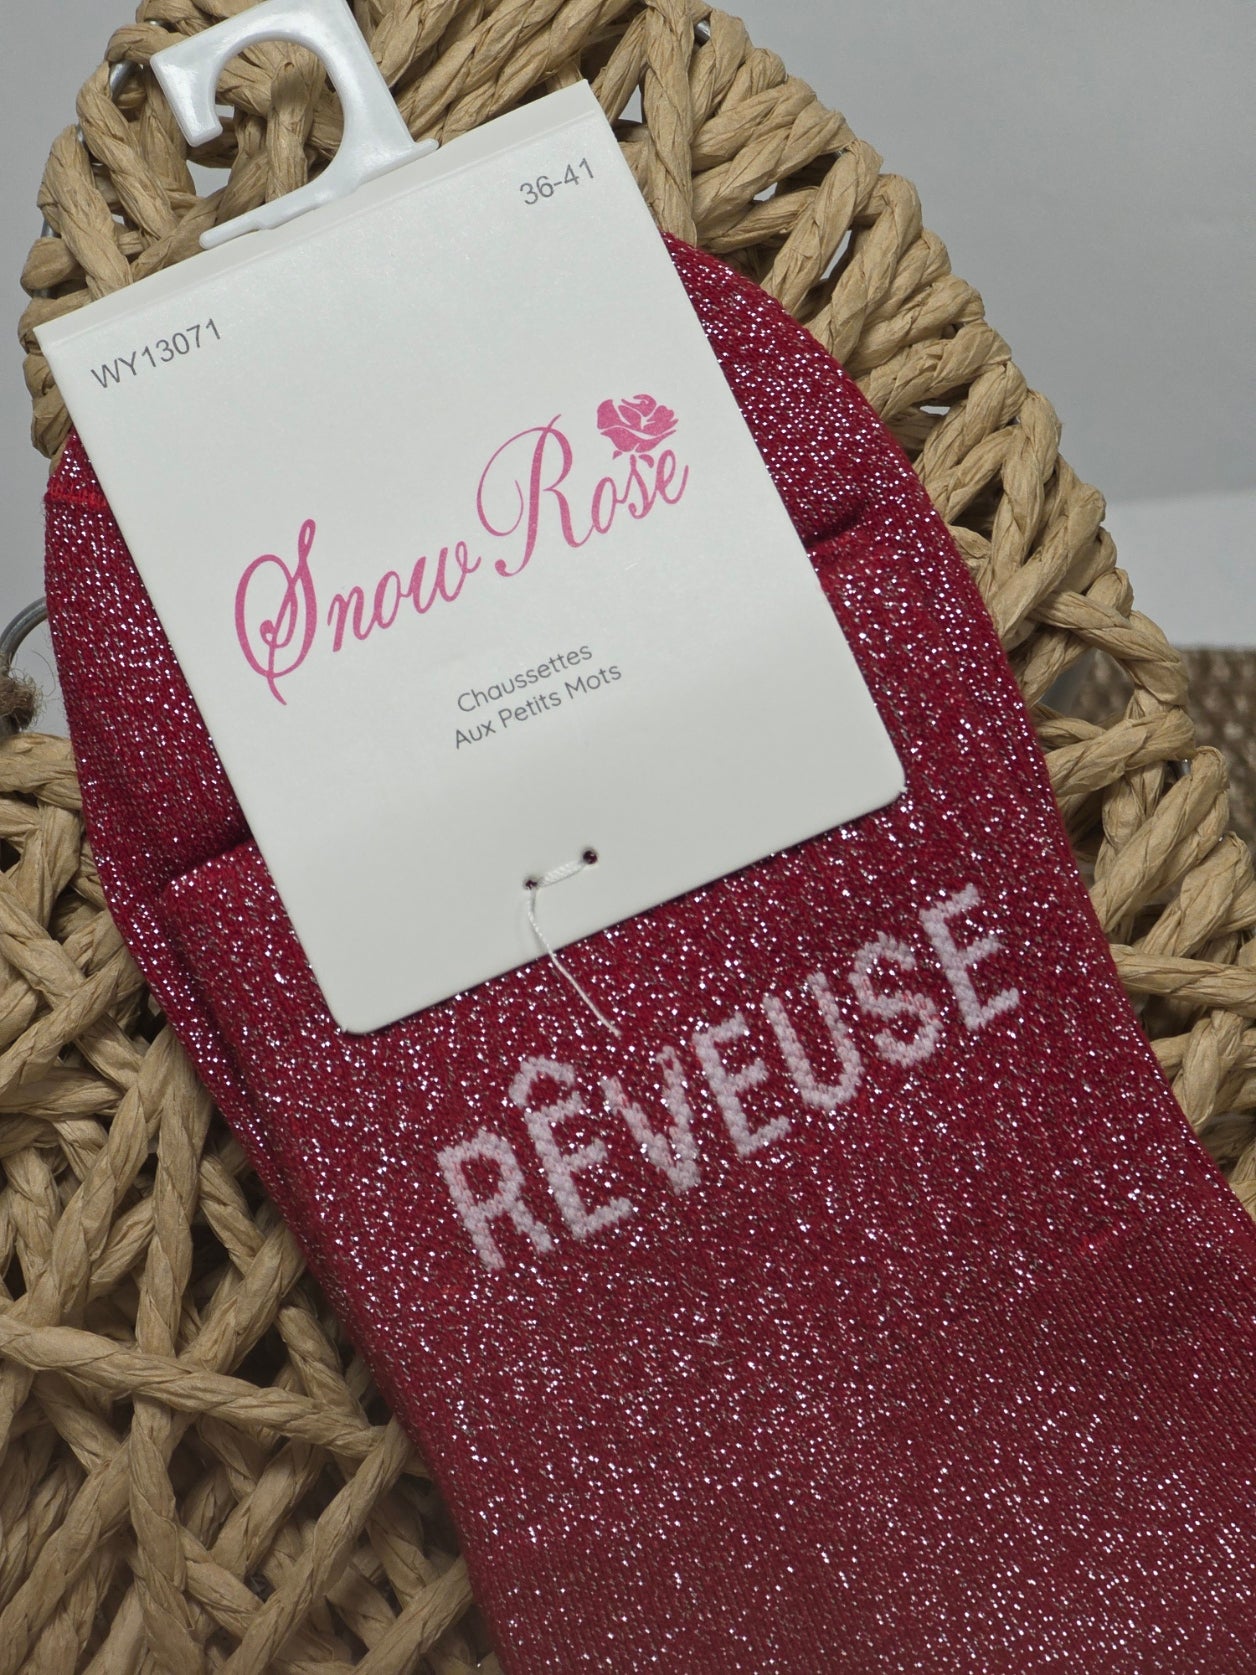 36-41
WY13071
Snow Rose
Chaussettes
Aux Petits Mots
RÊVEUSE